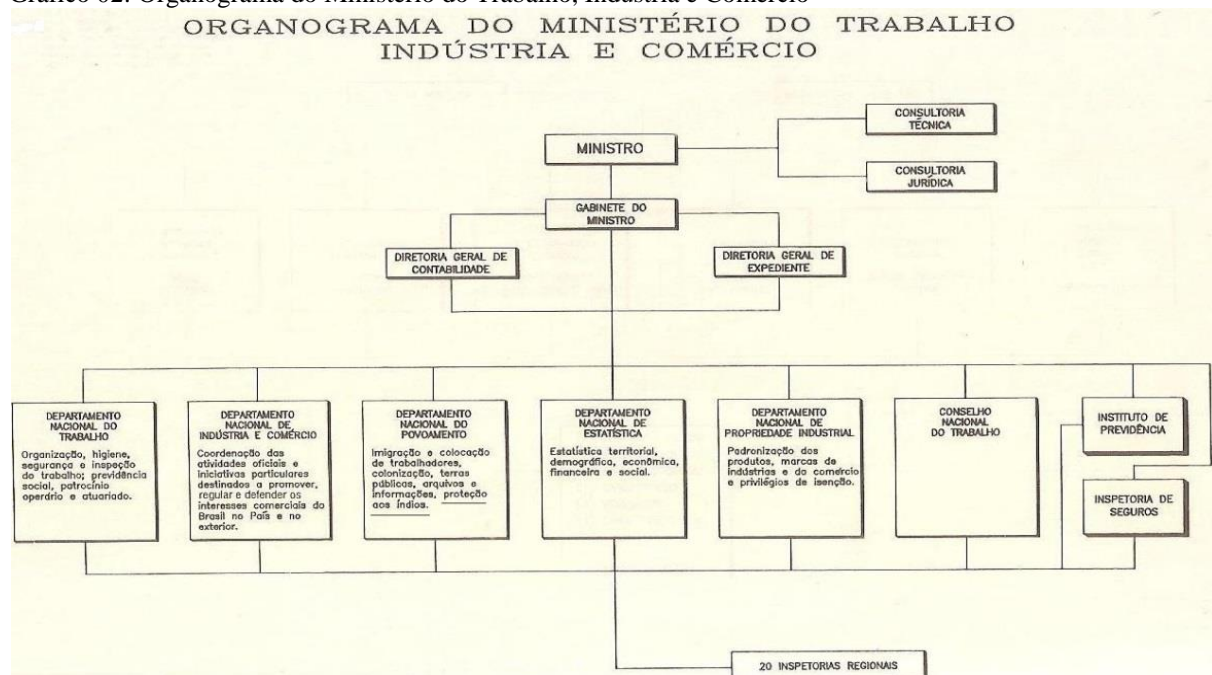 Gráfico 02: Organograma do Ministério do Trabalho, Indústria e Comércio
ORGANOGRAMA DO MINISTÉRIO DO TRABALHO
INDÚSTRIA E COMÉRCIO
CONSULTORIA
TÉCNICA
MINISTRO
CONSULTORIA
JURÍDICA
GABINETE DO
MINISTRO
DIRETORIA GERAL DE
CONTABILIDADE
DIRETORIA GERAL DE
EXPEDIENTE
DEPARTAMENTO
NACIONAL DO
TRABALHO
Organização, higiene,
segurança e inspeção
do trabalho; previdência
social, patrocínio
operário e atuariado.
DEPARTAMENTO
NACIONAL DE
INDÚSTRIA E COMÉRCIO
Coordenação das
atividades oficiais e
iniciativas particulares
destinados a promover,
regular e defender os
interesses comerciais do
Brasil no País e no
exterior.
DEPARTAMENTO
NACIONAL DO
POVOAMENTO
Imigração e colocação
de trabalhadores,
colonização, terras
públicas, arquivos e
informações, proteção
aos índios.
DEPARTAMENTO
NACIONAL DE
ESTATÍSTICA
Estatística territorial,
demográfica, econômica,
financeira e social.
DEPARTAMENTO
NACIONAL DE
PROPRIEDADE INDUSTRIAL
Padronização dos
produtos, marcas de
indústrias e do comércio
e privilégios de isenção.
CONSELHO
NACIONAL
DO TRABALHO
INSTITUTO DE
PREVIDÊNCIA
INSPETORIA DE
SEGUROS
20 INSPETORIAS REGIONAIS